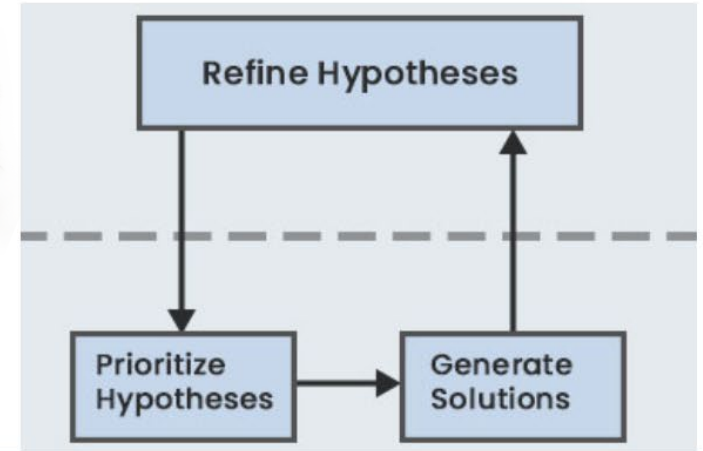 Refine Hypotheses
Prioritize
Hypotheses
Generate
Solutions